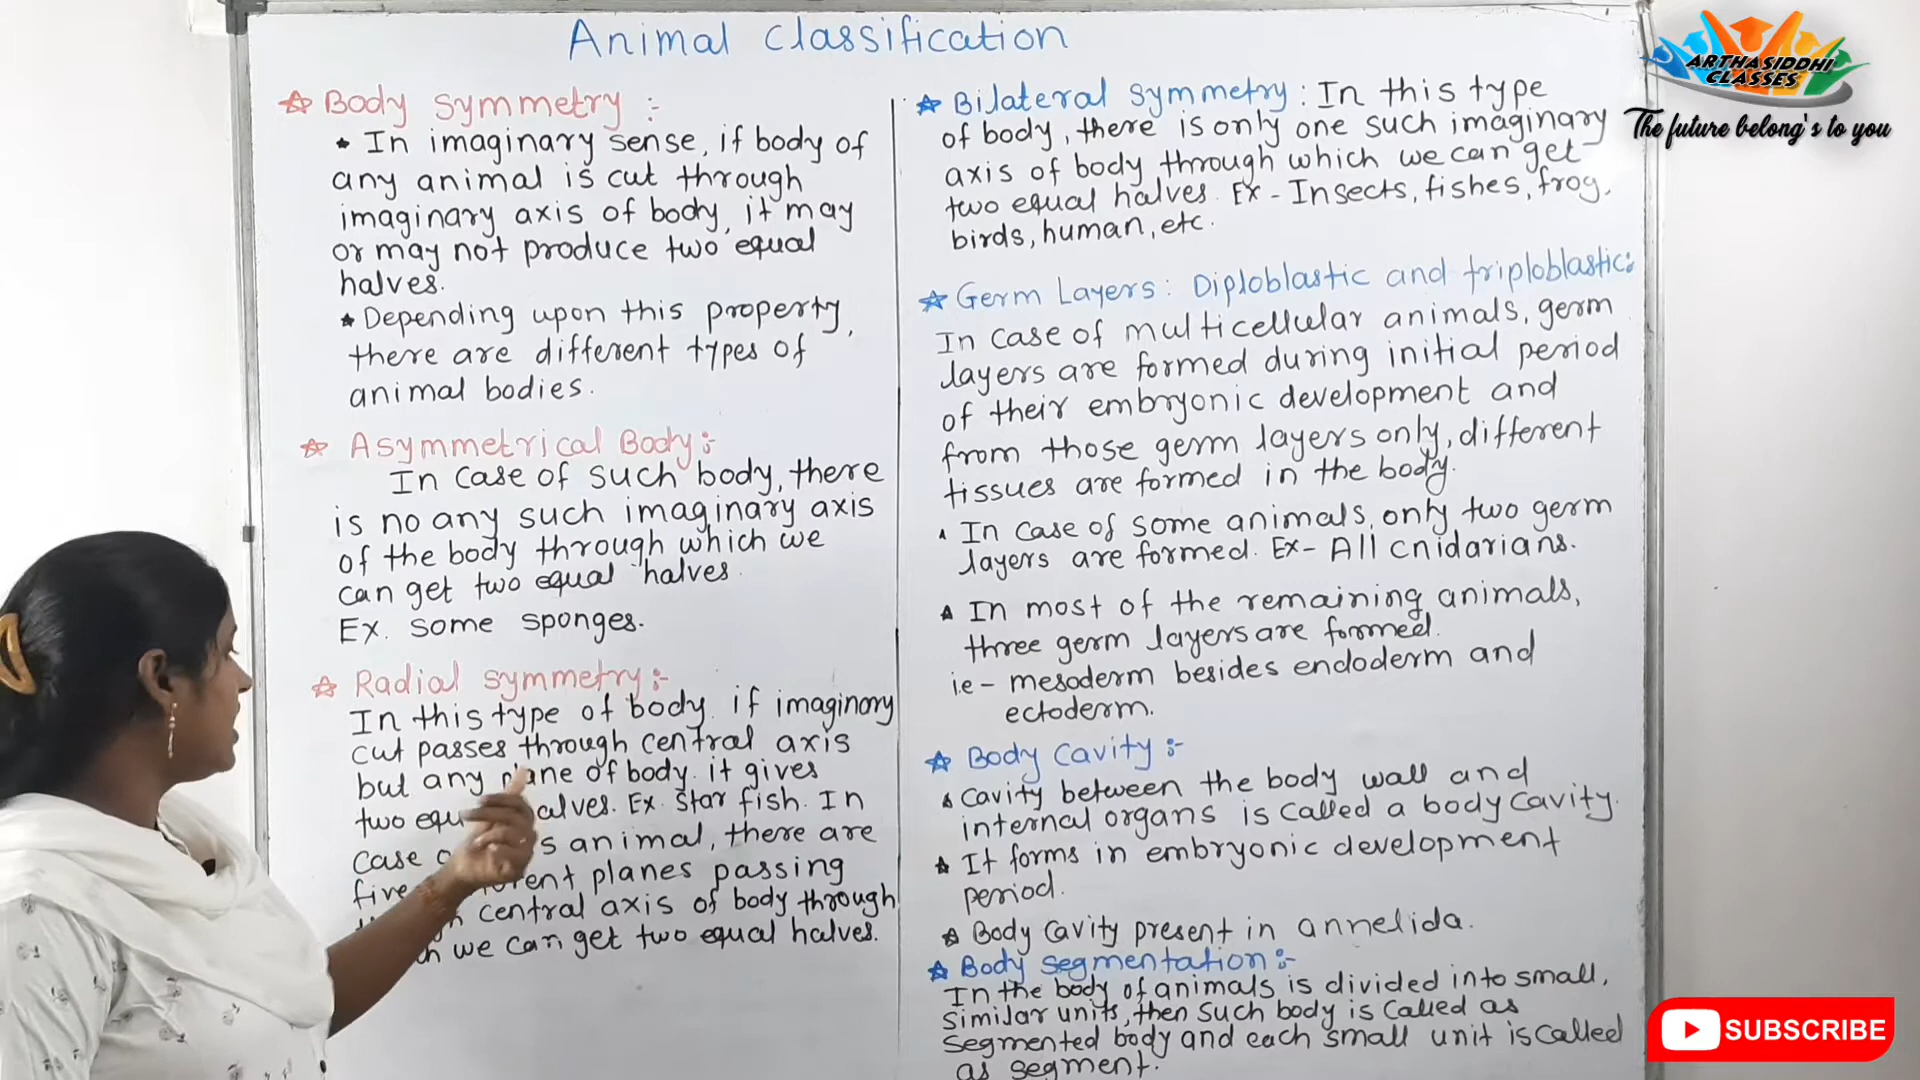 Animal classification
Body symmetry :-
In imaginary sense, if body of
any animal is cut through
imaginary axis of body, it may
or may not produce two equal
halves.
Depending upon this property,
there are different types of
animal bodies.
Asymmetrical Body:-
In case of such body, there
is no any such imaginary axis
of the body through which we
can get two equal halves.
Ex. some sponges.
Radial symmetry:-
In this type of body. if imaginary
cut passes through central axis
but any plane of body. it gives
two halves. Ex. Star fish. In
case animal, there are
five planes passing
central axis of body through
we can get two equal halves.
Bilateral symmetry: In this type
of body, there is only one such imaginary
axis of body through which we can get
two equal halves. Ex - Insects, fishes, frog,
birds, human, etc.
Germ Layers: Diploblastic and triploblastic:-
In case of multicellular animals, germ
layers are formed during initial period
of their embryonic development and
from those germ layers only, different
tissues are formed in the body.
In case of some animals, only two germ
layers are formed. Ex- All cnidarians.
In most of the remaining animals,
three germ layers are formed.
i.e - mesoderm besides endoderm and
ectoderm.
Body cavity :-
Cavity between the body wall and
internal organs is called a body cavity.
It forms in embryonic development
period.
Body cavity present in annelida.
Body segmentation:-
In the body of animals is divided into small,
similar units, then such body is called as
segmented body and each small unit is called
as segment.
ARTHASIDDHI
CLASSES
The future belong's to you
SUBSCRIBE